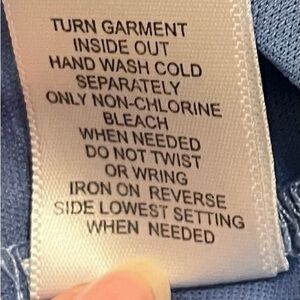 TURN GARMENT
INSIDE OUT
HAND WASH COLD
SEPARATELY
ONLY NON-CHLORINE
BLEACH
WHEN NEEDED
DO NOT TWIST
OR WRING
IRON ON REVERSE
SIDE LOWEST SETTING
WHEN NEEDED